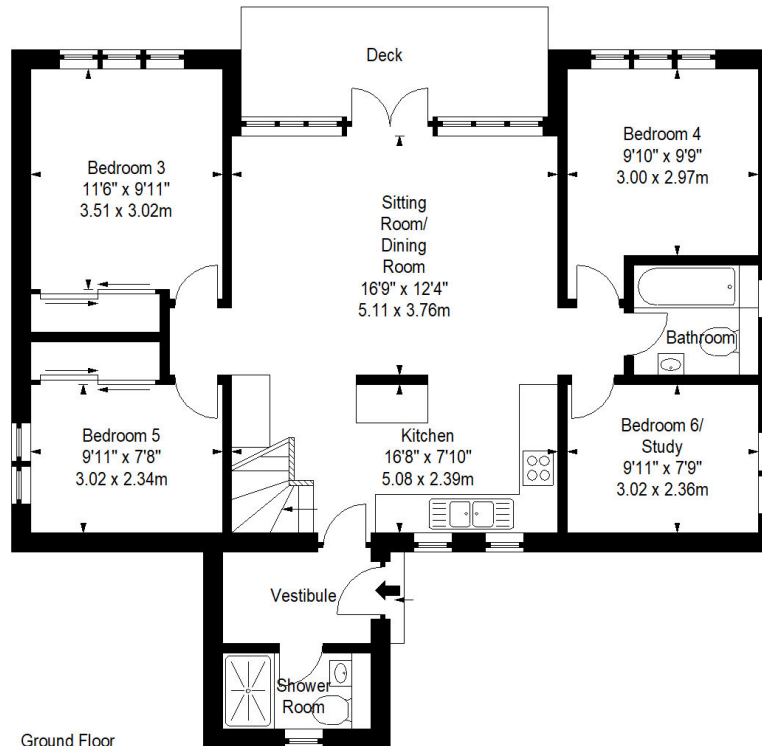 Deck
Bedroom 3
11'6" x 9'11"
3.51 x 3.02m
Sitting
Room/
Dining
Room
16'9" x 12'4"
5.11 x 3.76m
Bedroom 4
9'10" x 9'9"
3.00 x 2.97m
Bathroom
Bedroom 5
9'11" x 7'8"
3.02 x 2.34m
Kitchen
16'8" x 7'10"
5.08 x 2.39m
Bedroom 6/
Study
9'11" x 7'9"
3.02 x 2.36m
Vestibule
Shower
Room
Ground Floor